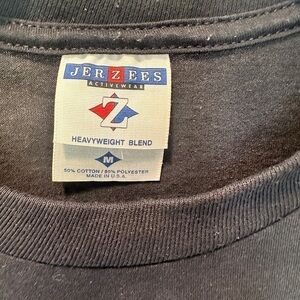 JERZEES
ACTIVEWEAR
Z
HEAVYWEIGHT BLEND
M
50% COTTON / 50% POLYESTER
MADE IN U.S.A.